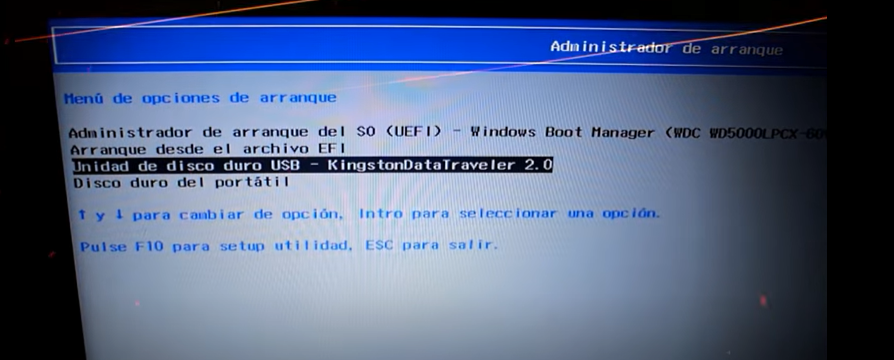 Administrador de arranque
Menú de opciones de arranque
Administrador de arranque del SO (UEFI) - Windows Boot Manager (WDC WD5000LPCX-60
Arranque desde el archivo EFI
Unidad de disco duro USB - KingstonDataTraveler 2.0
Disco duro del portátil
↑ y ↓ para cambiar de opción, Intro para seleccionar una opción.
Pulse F10 para setup utilidad, ESC para salir.